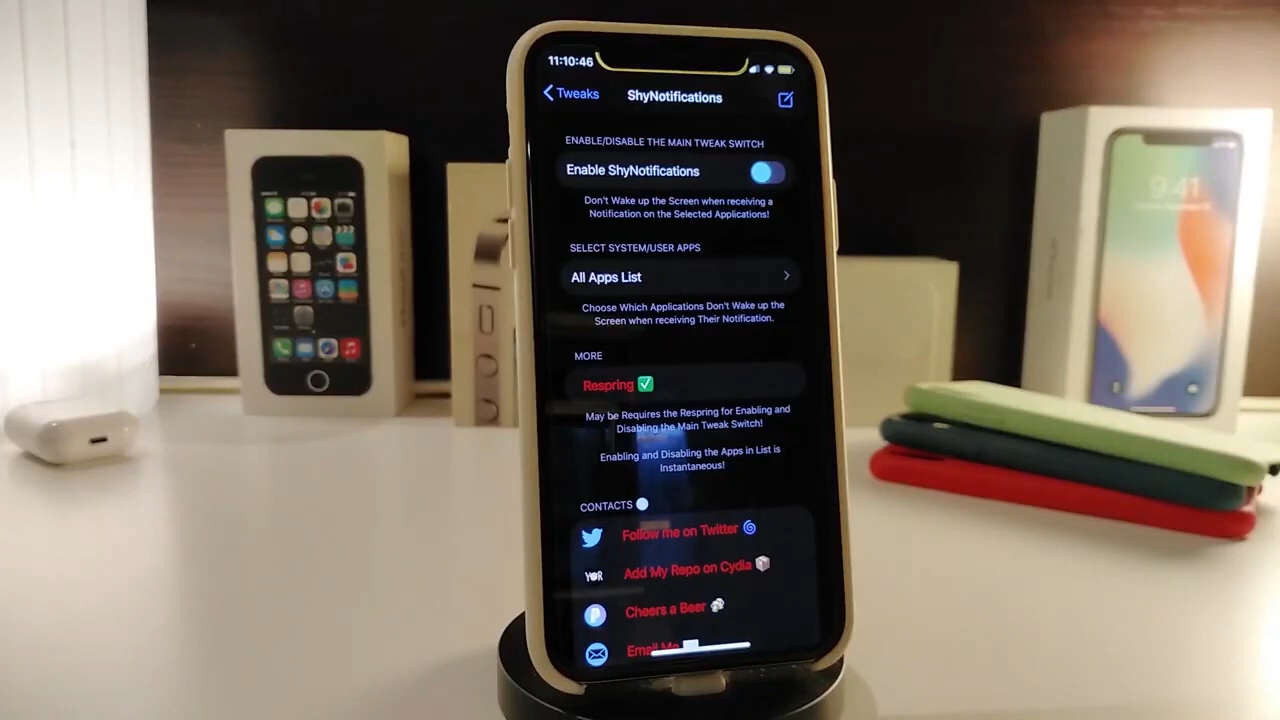 11:10:46
Tweaks
ShyNotifications
ENABLE/DISABLE THE MAIN TWEAK SWITCH
Enable ShyNotifications
Don't Wake up the Screen when receiving a
Notification on the Selected Applications!
SELECT SYSTEM/USER APPS
All Apps List
Choose Which Applications Don't Wake up the
Screen when receiving Their Notification.
MORE
Respring ✅
May be Requires the Respring for Enabling and
Disabling the Main Tweak Switch!
Enabling and Disabling the Apps in List is
Instantaneous!
CONTACTS
Follow me on Twitter 🌀
Add My Repo on Cydia 📦
Cheers a Beer 🍻
Email Me
9:41